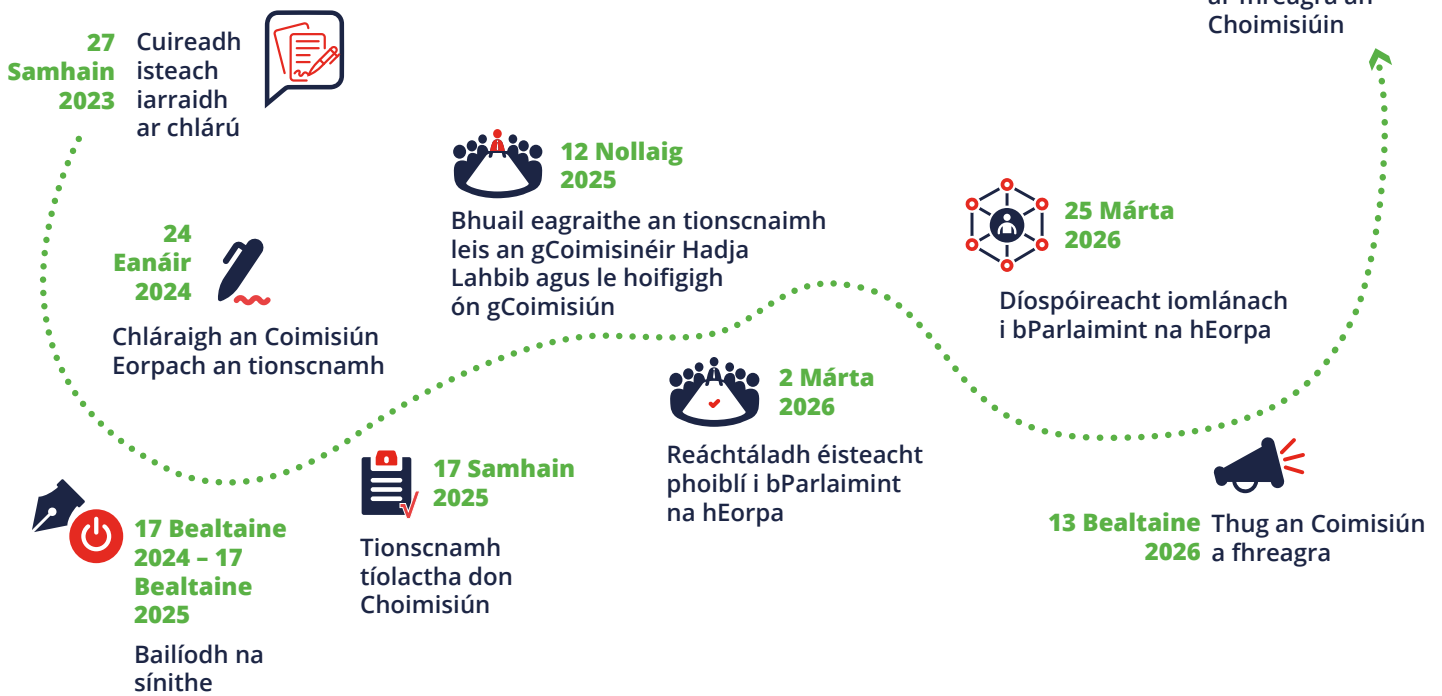 27
Samhain
2023
Cuireadh
isteach
iarraidh
ar chlárú
24
Eanáir
2024
Chláraigh an Coimisiún
Eorpach an tionscnamh
17 Bealtaine
2024 – 17
Bealtaine
2025
Bailíodh na
sínithe
17 Samhain
2025
Tionscnamh
tíolactha don
Choimisiún
12 Nollaig
2025
Bhuail eagraithe an tionscnaimh
leis an gCoimisinéir Hadja
Lahbib agus le hoifigigh
ón gCoimisiún
2 Márta
2026
Reáchtáladh éisteacht
phoiblí i bParlaimint
na hEorpa
25 Márta
2026
Díospóireacht iomlánach
i bParlaimint na hEorpa
13 Bealtaine
2026
Thug an Coimisiún
a fhreagra
Choimisiúin